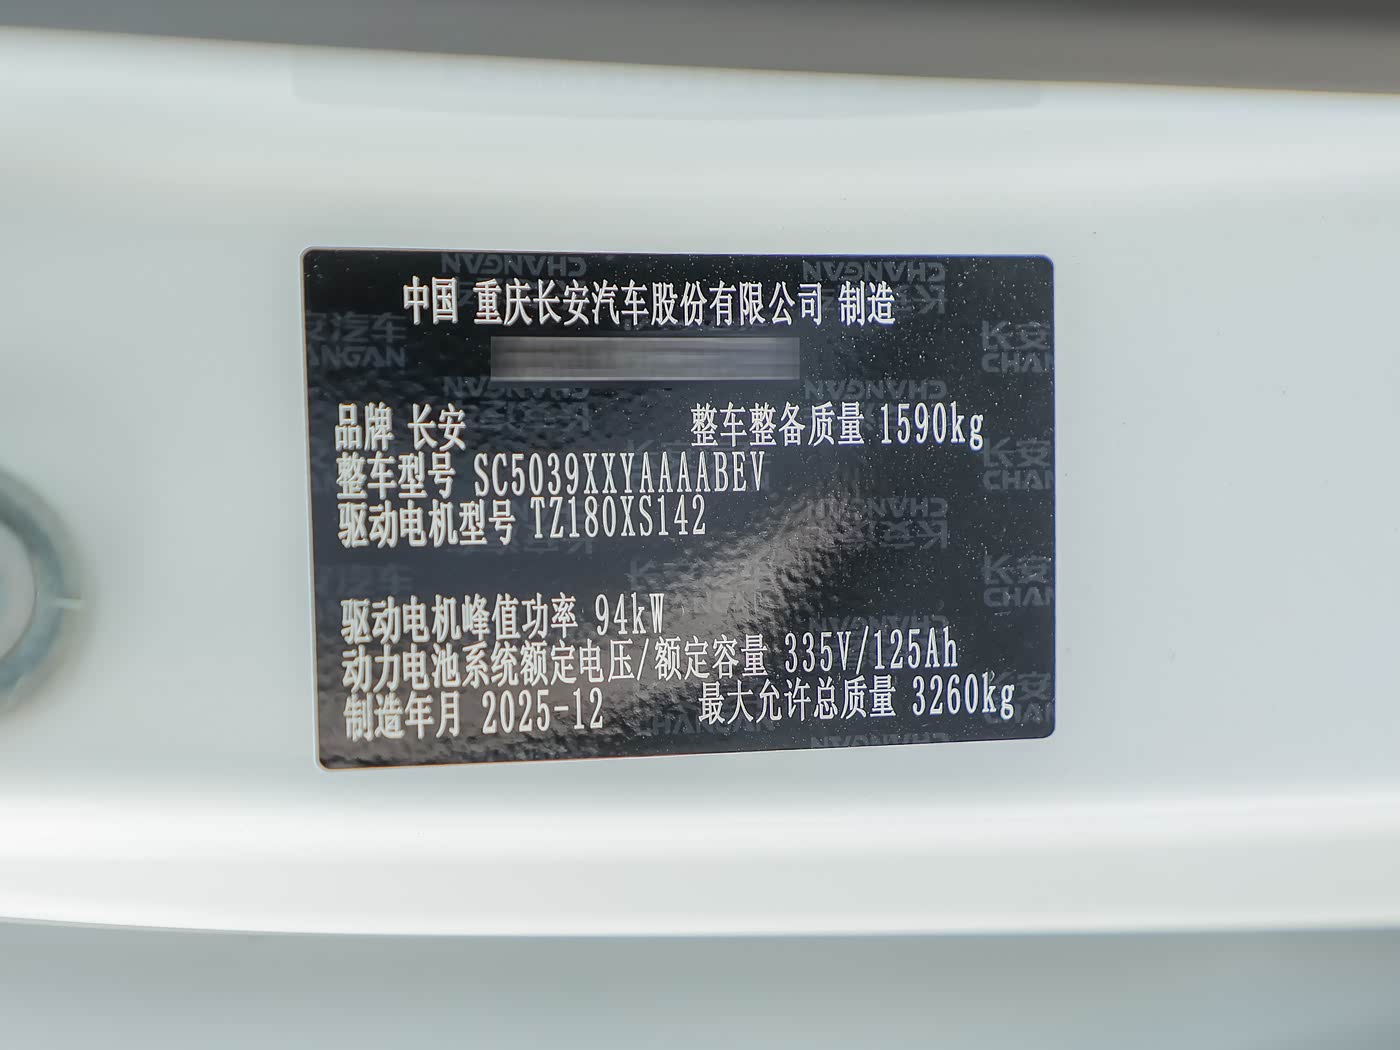 中国 重庆长安汽车股份有限公司 制造
品牌 长安 整车整备质量 1590kg
整车型号 SC5039XXYAAAABEV
驱动电机型号 TZ180XS142
驱动电机峰值功率 94kW
动力电池系统额定电压/额定容量 335V/125Ah
制造年月 2025-12 最大允许总质量 3260kg